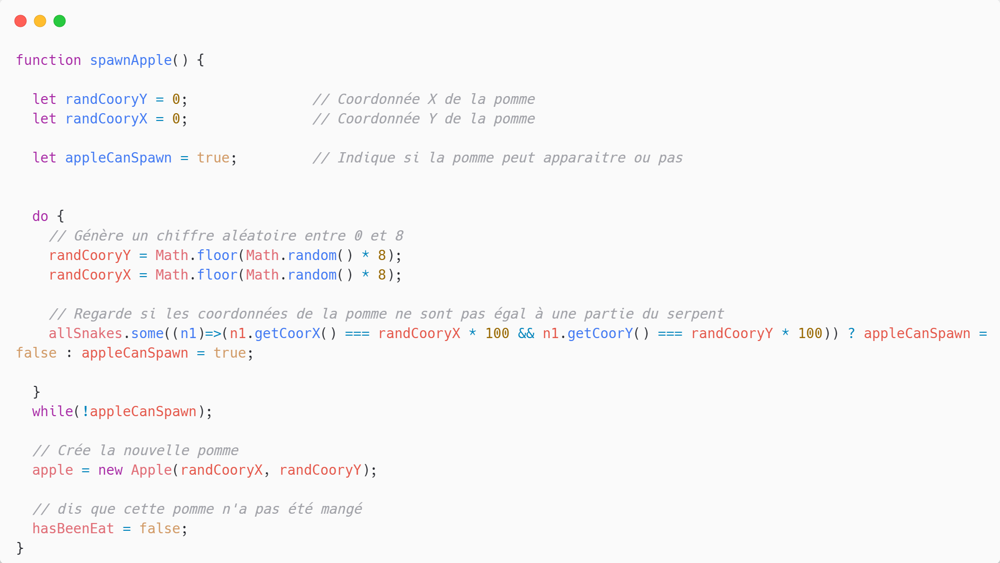 function spawnApple() {
let randCooryY = 0; // Coordonnée X de la pomme
let randCooryX = 0; // Coordonnée Y de la pomme
let appleCanSpawn = true; // Indique si la pomme peut apparaitre ou pas
do {
// Génère un chiffre aléatoire entre 0 et 8
randCooryY = Math.floor(Math.random() * 8);
randCooryX = Math.floor(Math.random() * 8);
// Regarde si les coordonnées de la pomme ne sont pas égal à une partie du serpent
allSnakes.some((n1)=>(n1.getCoorX() === randCooryX * 100 && n1.getCoorY() === randCooryY * 100)) ? appleCanSpawn =
false : appleCanSpawn = true;
}
while(!appleCanSpawn);
// Crée la nouvelle pomme
apple = new Apple(randCooryX, randCooryY);
// dis que cette pomme n'a pas été mangé
hasBeenEat = false;
}